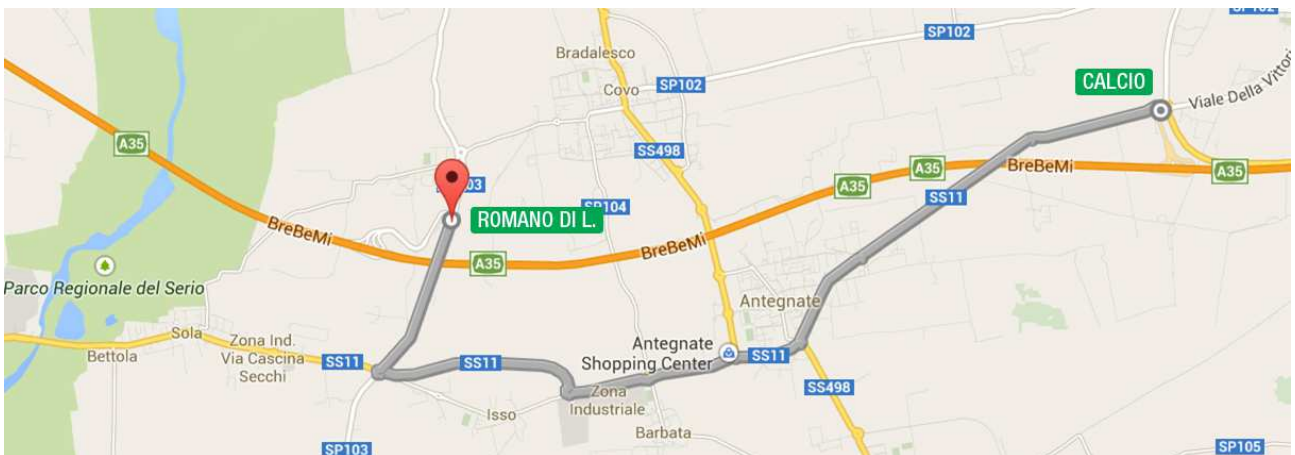 SP102
Bradalesco
SP102
Covo
CALCIO
Viale Della Vittori
A35
SS498
A35
BreBeMi
A35
A35
SS11
03
SP104
ROMANO DI L.
BreBeMi
BreBeMi
A35
Parco Regionale del Serio
Antegnate
Sola
Bettola
Zona Ind.
Via Cascina
Secchi
SS11
SS11
Antegnate
Shopping Center
SS11
SS498
Isso
Zona
Industriale
Barbata
SP103
SP105